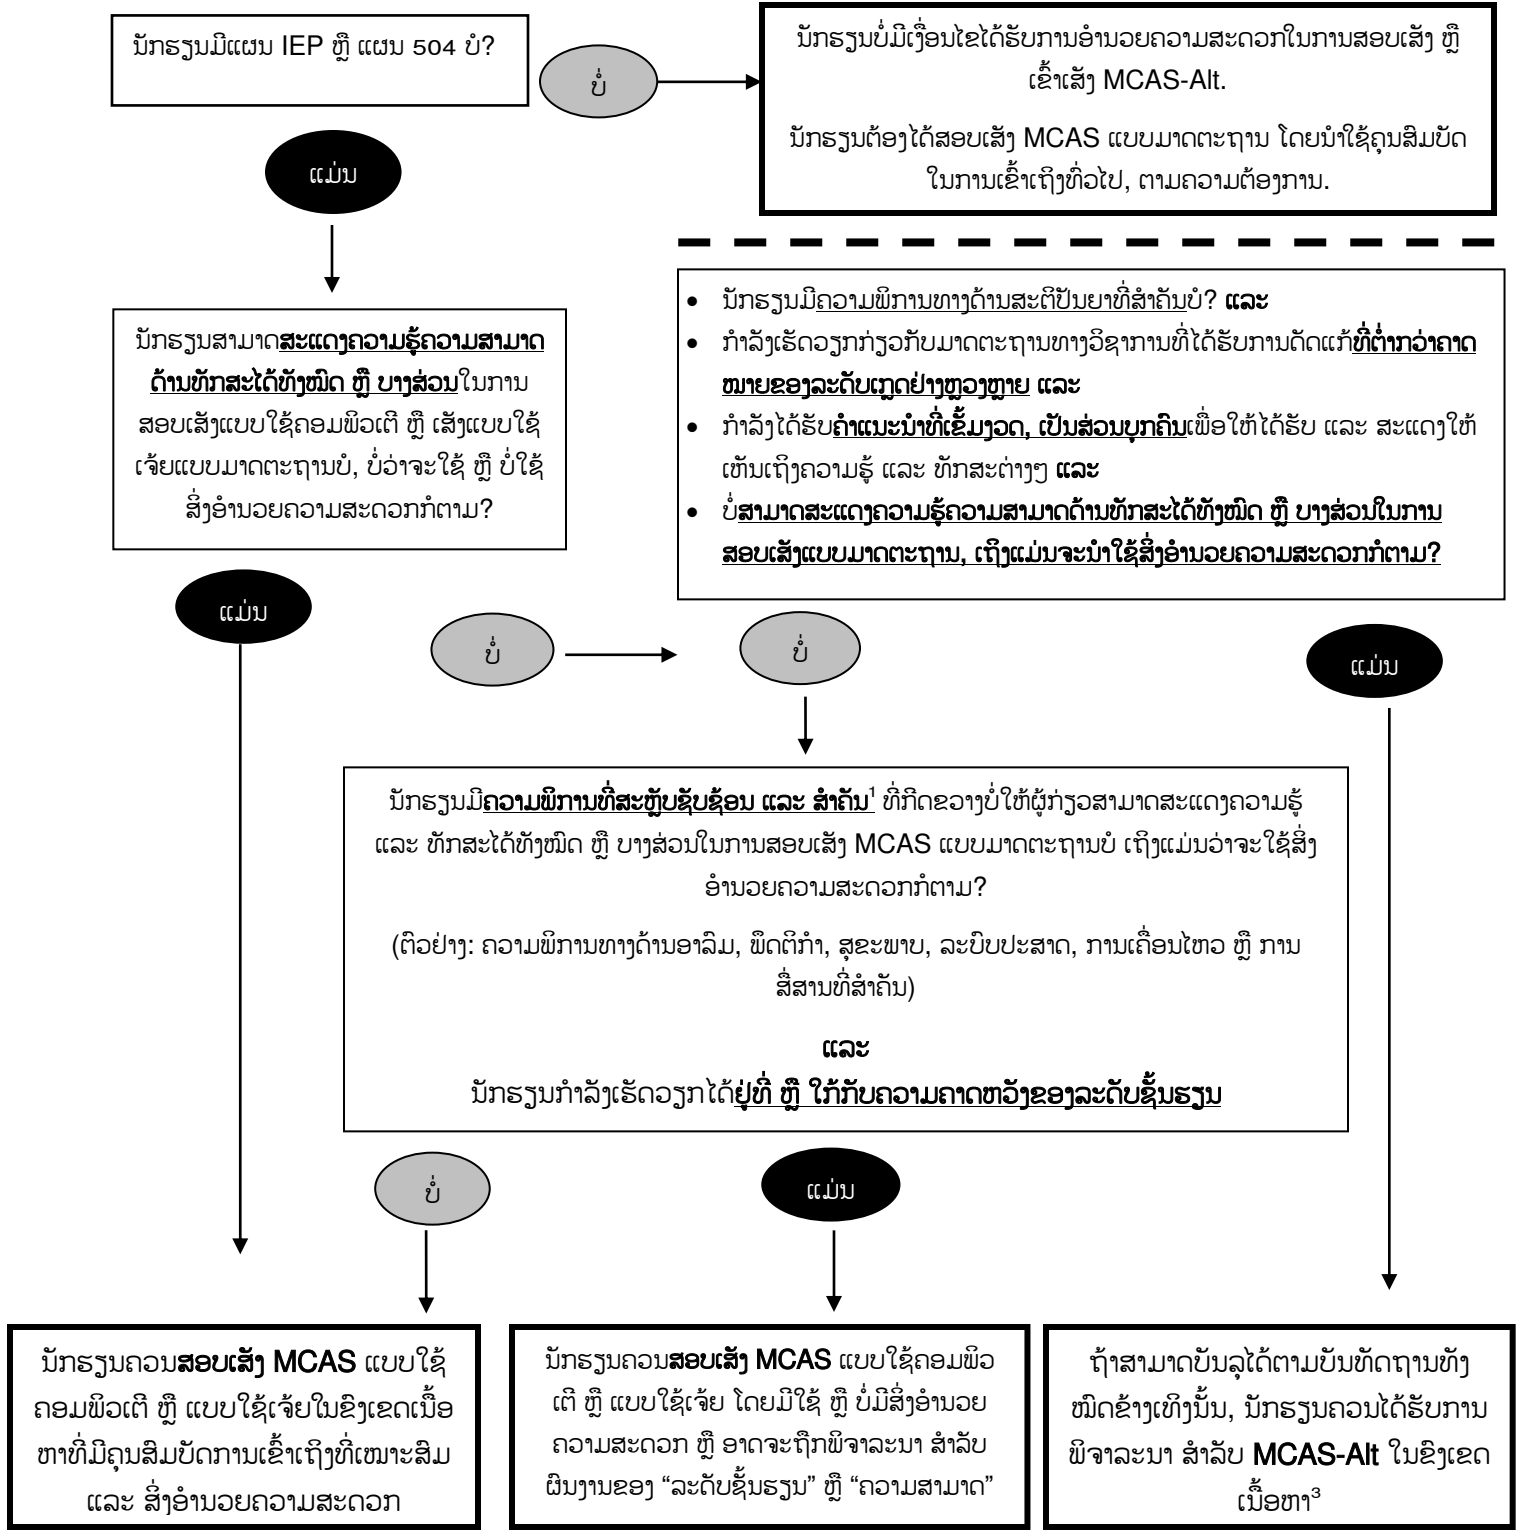 ນັກຮຽນມີແຜນ IEP ຫຼື ແຜນ 504 ບໍ?
ບໍ່
ນັກຮຽນບໍ່ມີເງື່ອນໄຂໄດ້ຮັບການອຳນວຍຄວາມສະດວກໃນການສອບເສັງ ຫຼື
ເຂົ້າເສັງ MCAS-Alt.
ນັກຮຽນຕ້ອງໄດ້ສອບເສັງ MCAS ແບບມາດຕະຖານ ໂດຍນຳໃຊ້ຄຸນສົມບັດ
ໃນການເຂົ້າເຖິງທົ່ວໄປ, ຕາມຄວາມຕ້ອງການ.
ແມ່ນ
ນັກຮຽນສາມາດສະແດງຄວາມຮູ້ຄວາມສາມາດ
ດ້ານທັກສະໄດ້ທັງໝົດ ຫຼື ບາງສ່ວນໃນການ
ສອບເສັງແບບໃຊ້ຄອມພິວເຕີ ຫຼື ເສັງແບບໃຊ້
ເຈ້ຍແບບມາດຕະຖານບໍ, ບໍ່ວ່າຈະໃຊ້ ຫຼື ບໍ່ໃຊ້
ສິ່ງອຳນວຍຄວາມສະດວກກໍຕາມ?
• ນັກຮຽນມີຄວາມພິການທາງດ້ານສະຕິປັນຍາທີ່ສຳຄັນບໍ? ແລະ
• ກຳລັງເຮັດວຽກກ່ຽວກັບມາດຕະຖານທາງວິຊາການທີ່ໄດ້ຮັບການດັດແກ້ທີ່ຕ່ຳກວ່າຄາດ
ໝາຍຂອງລະດັບເກຼດຢ່າງຫຼວງຫຼາຍ ແລະ
• ກຳລັງໄດ້ຮັບຄຳແນະນຳທີ່ເຂັ້ມງວດ, ເປັນສ່ວນບຸກຄົນເພື່ອໃຫ້ໄດ້ຮັບ ແລະ ສະແດງໃຫ້
ເຫັນເຖິງຄວາມຮູ້ ແລະ ທັກສະຕ່າງໆ ແລະ
• ບໍ່ສາມາດສະແດງຄວາມຮູ້ຄວາມສາມາດດ້ານທັກສະໄດ້ທັງໝົດ ຫຼື ບາງສ່ວນໃນການ
ສອບເສັງແບບມາດຕະຖານ, ເຖິງແມ່ນຈະນຳໃຊ້ສິ່ງອຳນວຍຄວາມສະດວກກໍຕາມ?
ແມ່ນ
ບໍ່
ບໍ່
ແມ່ນ
ນັກຮຽນມີຄວາມພິການທີ່ສະຫຼັບຊັບຊ້ອນ ແລະ ສຳຄັນ¹ ທີ່ກີດຂວາງບໍ່ໃຫ້ຜູ້ກ່ຽວສາມາດສະແດງຄວາມຮູ້
ແລະ ທັກສະໄດ້ທັງໝົດ ຫຼື ບາງສ່ວນໃນການສອບເສັງ MCAS ແບບມາດຕະຖານບໍ ເຖິງແມ່ນວ່າຈະໃຊ້ສິ່ງ
ອຳນວຍຄວາມສະດວກກໍຕາມ?
(ຕົວຢ່າງ: ຄວາມພິການທາງດ້ານອາລົມ, ພຶດຕິກຳ, ສຸຂະພາບ, ລະບົບປະສາດ, ການເຄື່ອນໄຫວ ຫຼື ການ
ສື່ສານທີ່ສຳຄັນ)
ແລະ
ນັກຮຽນກຳລັງເຮັດວຽກໄດ້ຢູ່ທີ່ ຫຼື ໃກ້ກັບຄວາມຄາດຫວັງຂອງລະດັບຊັ້ນຮຽນ
ບໍ່
ແມ່ນ
ນັກຮຽນຄວນສອບເສັງ MCAS ແບບໃຊ້
ຄອມພິວເຕີ ຫຼື ແບບໃຊ້ເຈ້ຍໃນຂົງເຂດເນື້ອ
ຫາທີ່ມີຄຸນສົມບັດການເຂົ້າເຖິງທີ່ເໝາະສົມ
ແລະ ສິ່ງອຳນວຍຄວາມສະດວກ
ນັກຮຽນຄວນສອບເສັງ MCAS ແບບໃຊ້ຄອມພິວ
ເຕີ ຫຼື ແບບໃຊ້ເຈ້ຍ ໂດຍມີໃຊ້ ຫຼື ບໍ່ມີສິ່ງອຳນວຍ
ຄວາມສະດວກ ຫຼື ອາດຈະຖືກພິຈາລະນາ ສຳລັບ
ຜົນງານຂອງ “ລະດັບຊັ້ນຮຽນ” ຫຼື “ຄວາມສາມາດ”
ຖ້າສາມາດບັນລຸໄດ້ຕາມບັນທັດຖານທັງ
ໝົດຂ້າງເທິງນັ້ນ, ນັກຮຽນຄວນໄດ້ຮັບການ
ພິຈາລະນາ ສຳລັບ MCAS-Alt ໃນຂົງເຂດ
ເນື້ອຫາ³